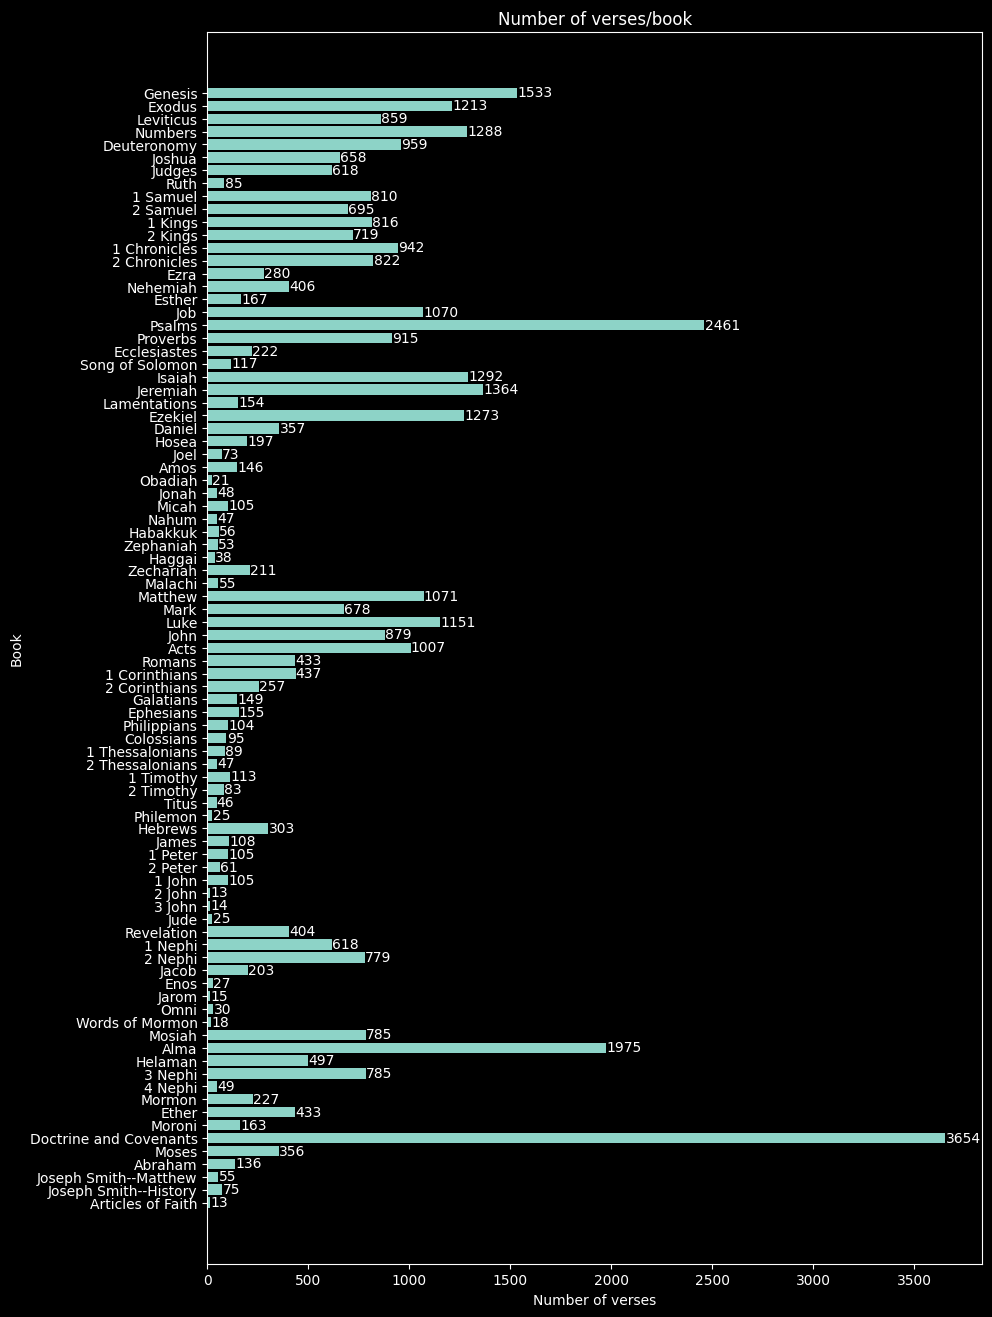 Number of verses/book
Genesis 1533
Exodus 1213
Leviticus 859
Numbers 1288
Deuteronomy 959
Joshua 658
Judges 618
Ruth 85
1 Samuel 810
2 Samuel 695
1 Kings 816
2 Kings 719
1 Chronicles 942
2 Chronicles 822
Ezra 280
Nehemiah 406
Esther 167
Job 1070
Psalms 2461
Proverbs 915
Ecclesiastes 222
Song of Solomon 117
Isaiah 1292
Jeremiah 1364
Lamentations 154
Ezekiel 1273
Daniel 357
Hosea 197
Joel 73
Amos 146
Obadiah 21
Jonah 48
Micah 105
Nahum 47
Habakkuk 56
Zephaniah 53
Haggai 38
Zechariah 211
Malachi 55
Matthew 1071
Mark 678
Luke 1151
John 879
Acts 1007
Romans 433
1 Corinthians 437
2 Corinthians 257
Galatians 149
Ephesians 155
Philippians 104
Colossians 95
1 Thessalonians 89
2 Thessalonians 47
1 Timothy 113
2 Timothy 83
Titus 46
Philemon 25
Hebrews 303
James 108
1 Peter 105
2 Peter 61
1 John 105
2 John 13
3 John 14
Jude 25
Revelation 404
1 Nephi 618
2 Nephi 779
Jacob 203
Enos 27
Jarom 15
Omni 30
Words of Mormon 18
Mosiah 785
Alma 1975
Helaman 497
3 Nephi 785
4 Nephi 49
Mormon 227
Ether 433
Moroni 163
Doctrine and Covenants 3654
Moses 356
Abraham 136
Joseph Smith--Matthew 55
Joseph Smith--History 75
Articles of Faith 13
Book
0 500 1000 1500 2000 2500 3000 3500
Number of verses